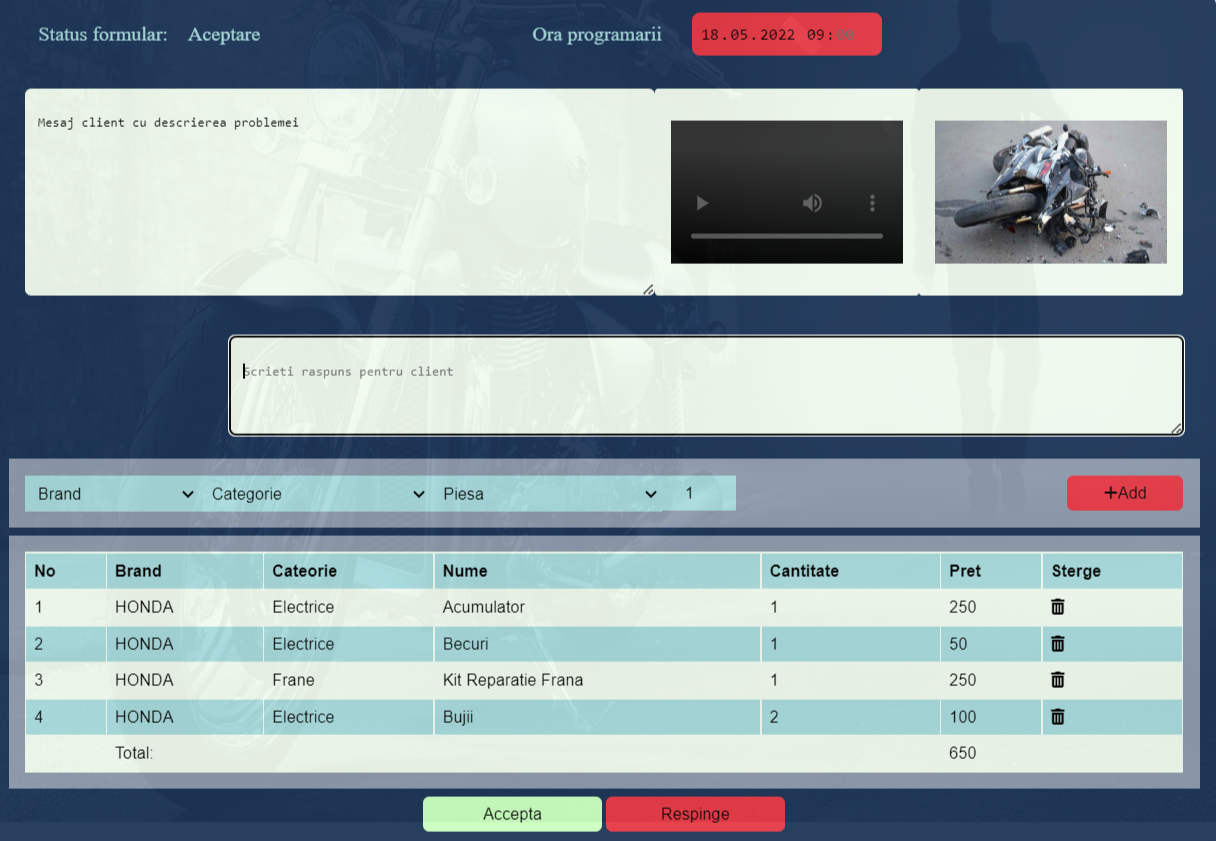 Status formular: Aceptare Ora programarii 18.05.2022 09:00
Mesaj client cu descrierea problemei
Scrieti raspuns pentru client
Brand Categorie Piesa 1 +Add
No Brand Cateorie Nume Cantitate Pret Sterge
1 HONDA Electrice Acumulator 1 250
2 HONDA Electrice Becuri 1 50
3 HONDA Frane Kit Reparatie Frana 1 250
4 HONDA Electrice Bujii 2 100
Total: 650
Accepta Respinge